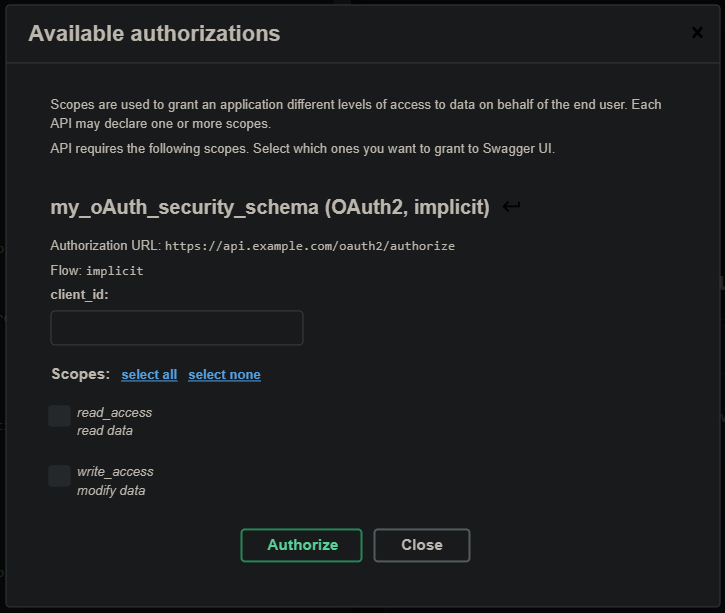 Available authorizations
Scopes are used to grant an application different levels of access to data on behalf of the end user. Each
API may declare one or more scopes.
API requires the following scopes. Select which ones you want to grant to Swagger UI.
my_oAuth_security_schema (OAuth2, implicit)
Authorization URL: https://api.example.com/oauth2/authorize
Flow: implicit
client_id:
Scopes: select all select none
read_access
read data
write_access
modify data
Authorize Close